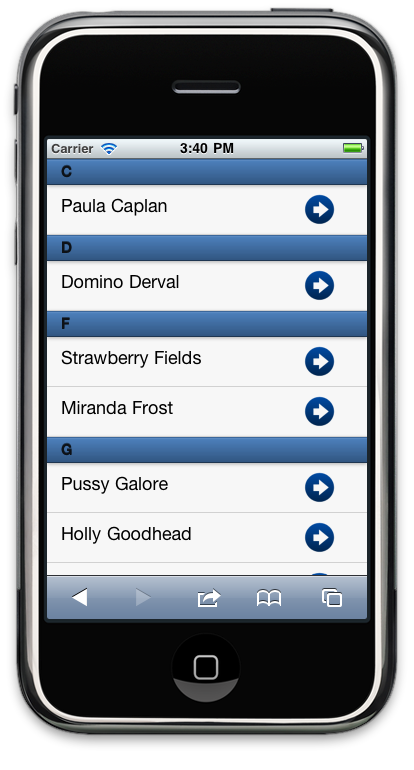 Carrier 3:40 PM
C
Paula Caplan
D
Domino Derval
F
Strawberry Fields
Miranda Frost
G
Pussy Galore
Holly Goodhead